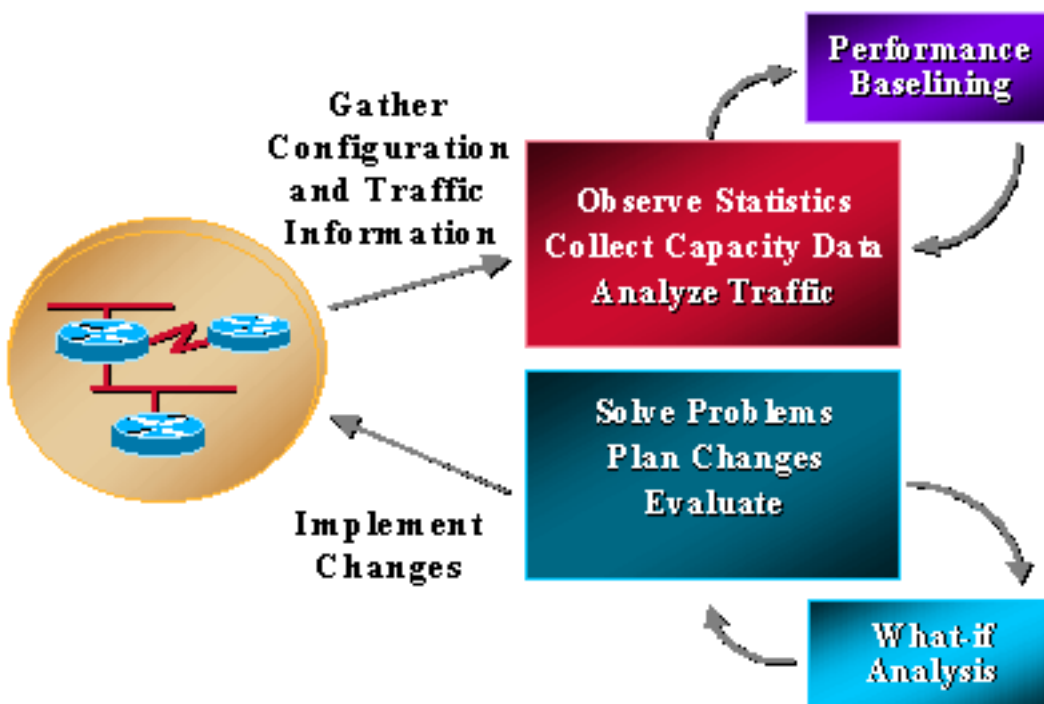 Performance
Baselining
Gather
Configuration
and Traffic
Information
Observe Statistics
Collect Capacity Data
Analyze Traffic
Solve Problems
Plan Changes
Evaluate
Implement
Changes
What-if
Analysis